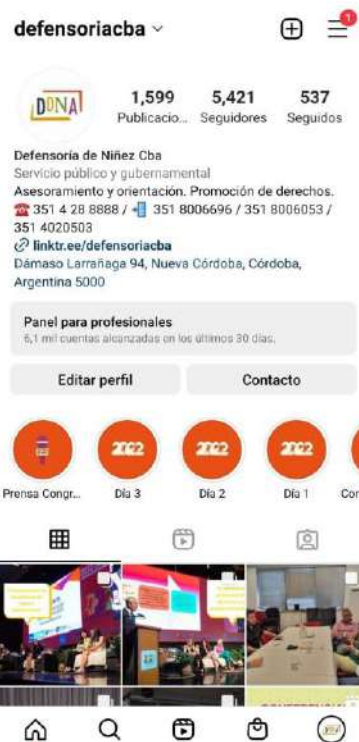 defensoriacba
1
DDNA
1,599 5,421 537
Publicacio... Seguidores Seguidos
Defensoría de Niñez Cba
Servicio público y gubernamental
Asesoramiento y orientación. Promoción de derechos.
☎️ 351 4 28 8888 / 📲 351 8006696 / 351 8006053 /
351 4020503
linktr.ee/defensoriacba
Dámaso Larrañaga 94, Nueva Córdoba, Córdoba,
Argentina 5000
Panel para profesionales
6,1 mil cuentas alcanzadas en los últimos 30 días.
Editar perfil Contacto
2022 2022 2022
Prensa Congr... Día 3 Día 2 Día 1 Con